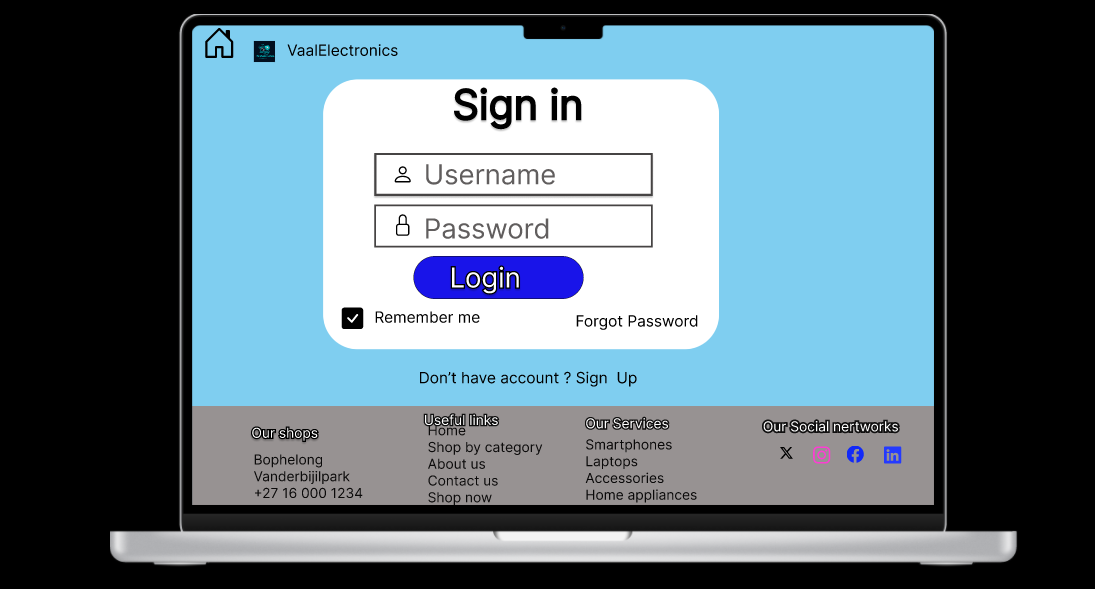 VaalElectronics
Sign in
Username
Password
Login
Remember me
Forgot Password
Don't have account ? Sign  Up
Our shops
Bophelong
Vanderbijilpark
+27 16 000 1234
Useful links
Home
Shop by category
About us
Contact us
Shop now
Our Services
Smartphones
Laptops
Accessories
Home appliances
Our Social nertworks